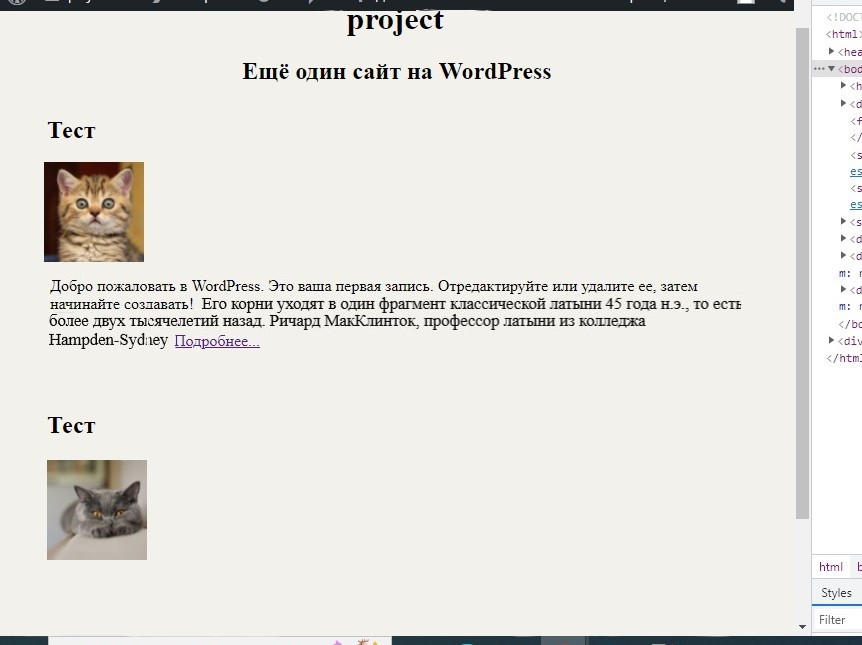 project
Ещё один сайт на WordPress
Тест
Добро пожаловать в WordPress. Это ваша первая запись. Отредактируйте или удалите ее, затем
начинайте создавать! Его корни уходят в один фрагмент классической латыни 45 года н.э., то есть
более двух тысячелетий назад. Ричард МакКлинток, профессор латыни из колледжа
Hampden-Sydney Подробнее...
Тест
<!DOCT
<html>
<hea
<bod
<h
<d
<f
</
<s
es
<s
es
<s
<d
<d
m: r
<d
m: r
</bo
<div
</html
html b
Styles
Filter